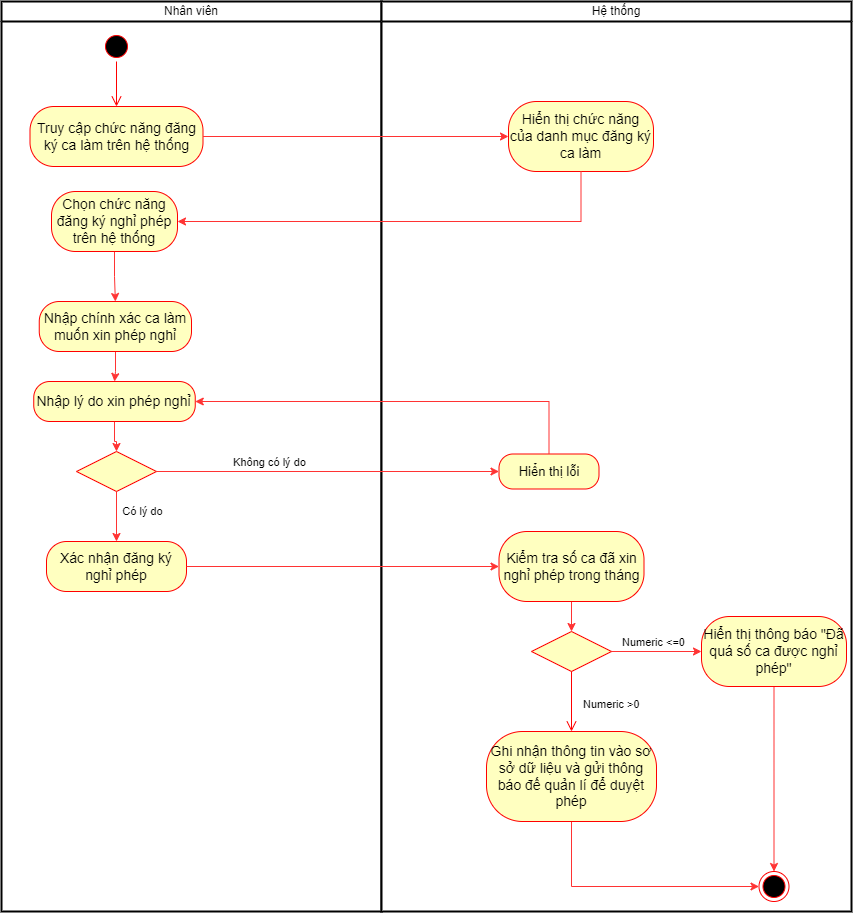 Nhân viên
Hệ thống
Truy cập chức năng đăng
ký ca làm trên hệ thống
Hiển thị chức năng
của danh mục đăng ký
ca làm
Chọn chức năng
đăng ký nghỉ phép
trên hệ thống
Nhập chính xác ca làm
muốn xin phép nghỉ
Nhập lý do xin phép nghỉ
Không có lý do
Hiển thị lỗi
Có lý do
Xác nhận đăng ký
nghỉ phép
Kiểm tra số ca đã xin
nghỉ phép trong tháng
Numeric <=0
Hiển thị thông báo "Đã
quá số ca được nghỉ
phép"
Numeric >0
Ghi nhận thông tin vào sơ
sở dữ liệu và gửi thông
báo để quản lí để duyệt
phép